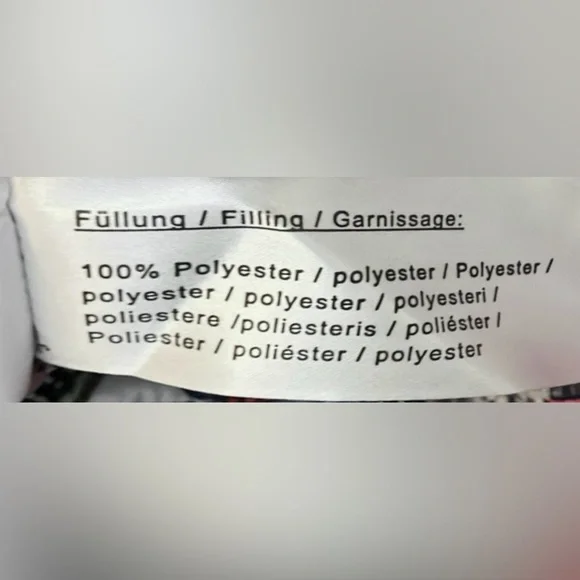 Füllung / Filling / Garnissage:
100% Polyester / polyester / Polyester /
polyester / polyester / polyesteri /
poliestere /poliesteris / poliéster /
Poliester / poliéster / polyester